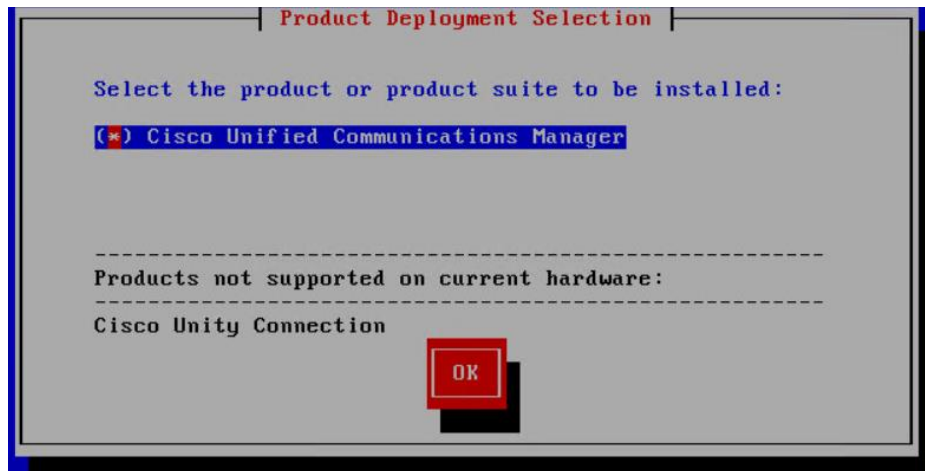 Product Deployment Selection
Select the product or product suite to be installed:
(*) Cisco Unified Communications Manager
--------------------------------------------------------
Products not supported on current hardware:
--------------------------------------------------------
Cisco Unity Connection
OK